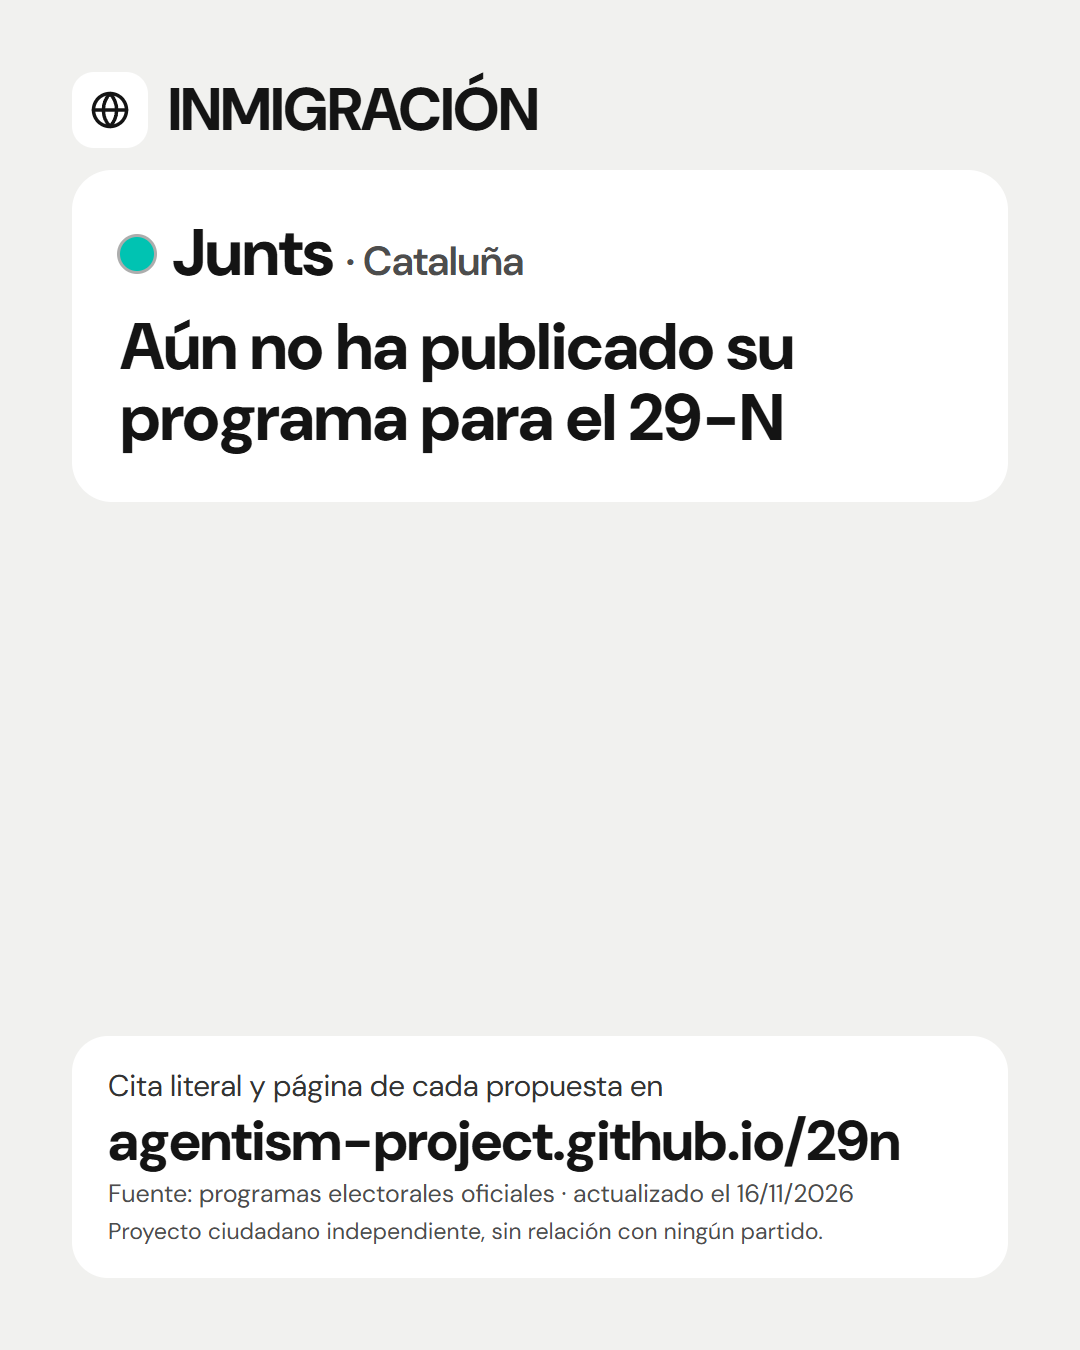 INMIGRACIÓN
Junts · Cataluña
Aún no ha publicado su
programa para el 29-N
Cita literal y página de cada propuesta en
agentism-project.github.io/29n
Fuente: programas electorales oficiales · actualizado el 16/11/2026
Proyecto ciudadano independiente, sin relación con ningún partido.